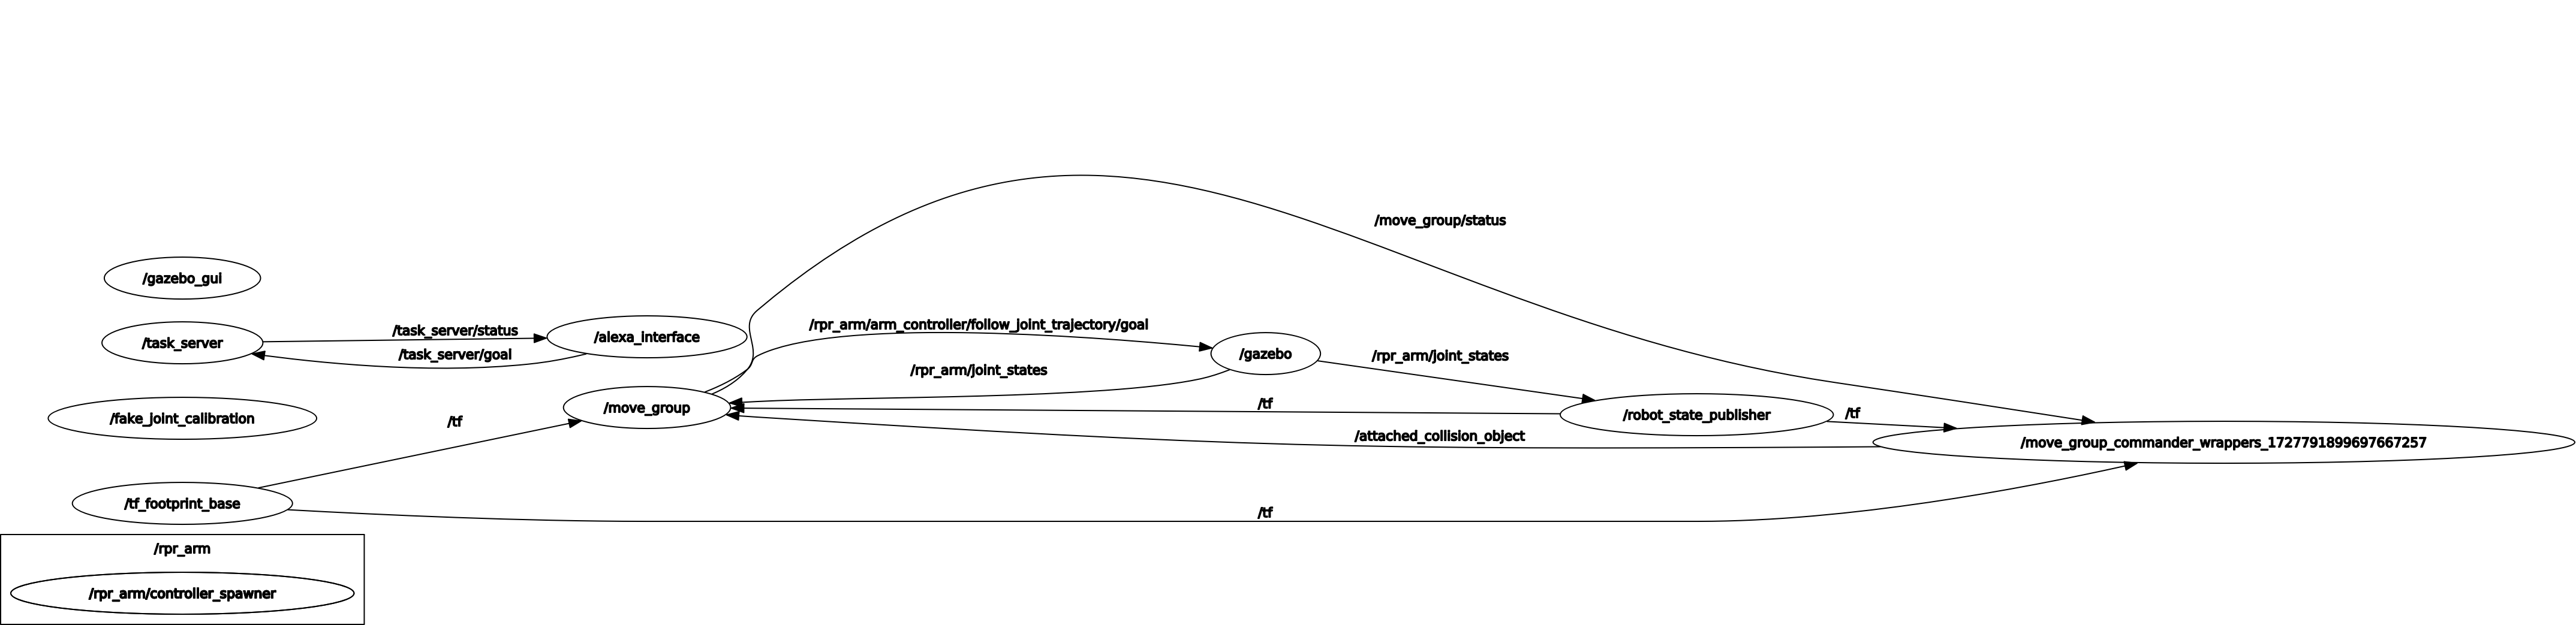 /move_group/status
/gazebo_gui
/task_server/status
/task_server
/task_server/goal
/alexa_interface
/rpr_arm/arm_controller/follow_joint_trajectory/goal
/gazebo
/rpr_arm/joint_states
/rpr_arm/joint_states
/fake_joint_calibration
/tf
/move_group
/tf
/robot_state_publisher
/tf
/attached_collision_object
/move_group_commander_wrappers_1727791899697667257
/tf_footprint_base
/tf
/rpr_arm
/rpr_arm/controller_spawner